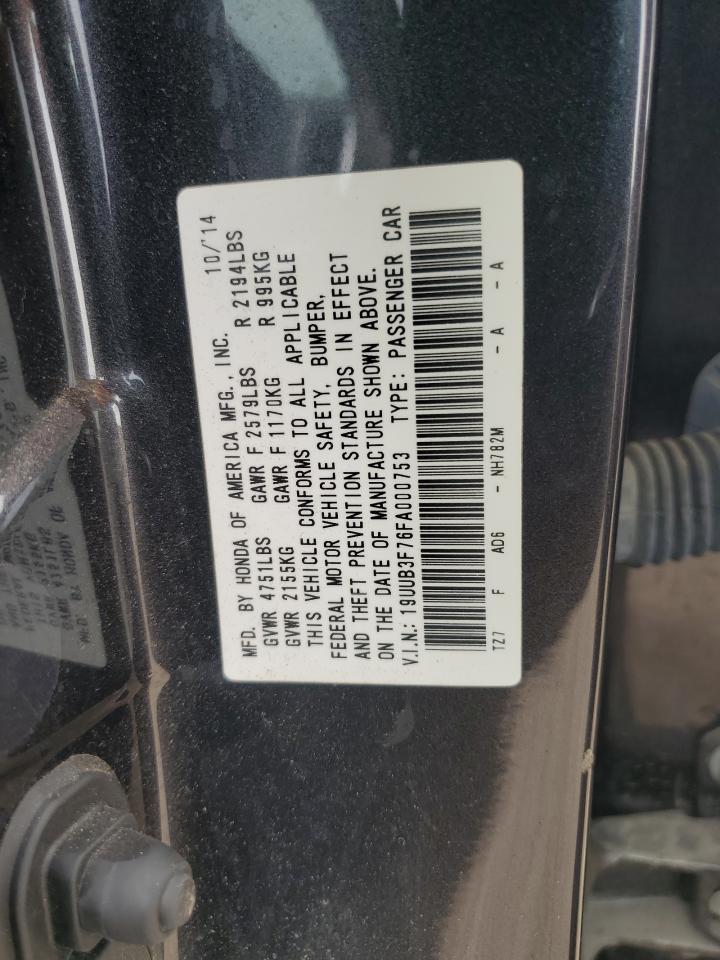 MFD. BY HONDA OF AMERICA MFG., INC. 10/'14
GVWR 4751LBS GAWR F 2579LBS R 2194LBS
GVWR 2155KG GAWR F 1170KG R 995KG
THIS VEHICLE CONFORMS TO ALL APPLICABLE
FEDERAL MOTOR VEHICLE SAFETY, BUMPER,
AND THEFT PREVENTION STANDARDS IN EFFECT
ON THE DATE OF MANUFACTURE SHOWN ABOVE.
V.I.N.: 19UUB3F76FA000753 TYPE: PASSENGER CAR
TZ7 F AD6 - NH782M - A - A